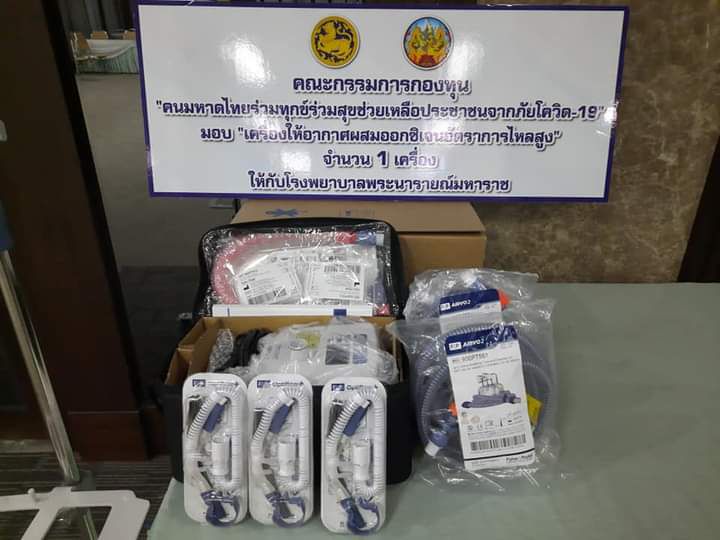 คณะกรรมการกองทุน
"คนมหาดไทยร่วมทุกข์ร่วมสุขช่วยเหลือประชาชนจากภัยโควิด-19"
มอบ "เครื่องให้อากาศผสมออกซิเจนอัตราการไหลสูง"
จำนวน 1 เครื่อง
ให้กับโรงพยาบาลพระนารายณ์มหาราช
AIRVO 2
AIRVO 2
900PT551
Optiflow
Optiflow
Optiflow